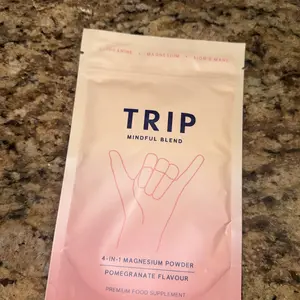 TRIP
MINDFUL BLEND
4-IN-1 MAGNESIUM POWDER
POMEGRANATE FLAVOUR
PREMIUM FOOD SUPPLEMENT